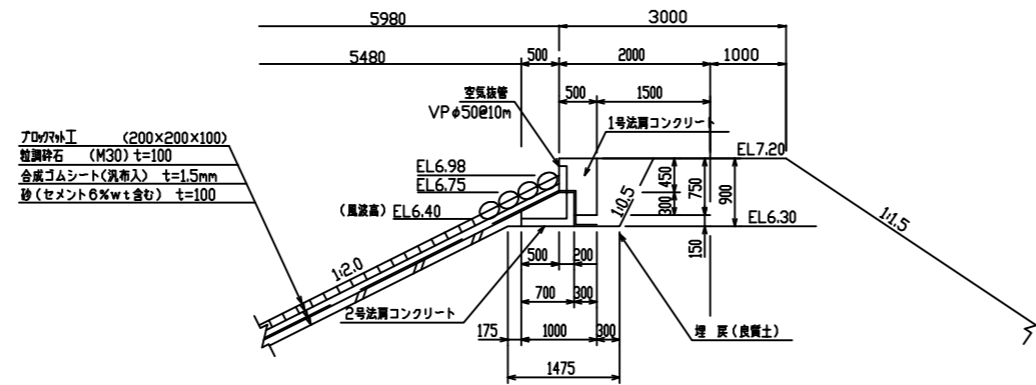 5980
3000
5480
500
2000
1000
空気抜管
VPφ50@10m
500
1500
1号法肩コンクリート
ブロックマット工 (200×200×100)
粒調砕石 (M30) t=100
合成ゴムシート(汎布入) t=1.5mm
砂(セメント6%wt含む) t=100
EL6.98
EL6.75
(風波高) EL6.40
EL7.20
450
300
750
900
150
1:0.5
EL6.30
1:1.5
1:2.0
500
200
700
300
2号法肩コンクリート
175
1000
300
埋 戻(良質土)
1475